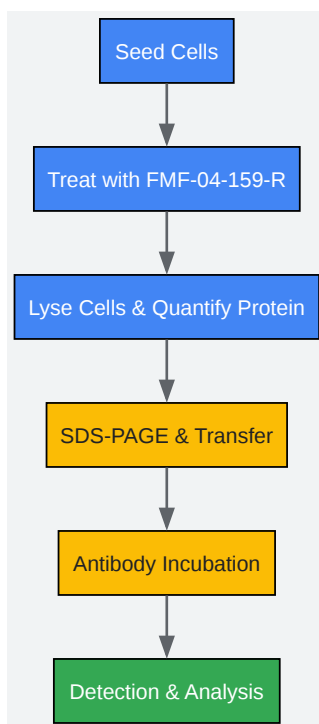 Seed Cells
Treat with FMF-04-159-R
Lyse Cells & Quantify Protein
SDS-PAGE & Transfer
Antibody Incubation
Detection & Analysis